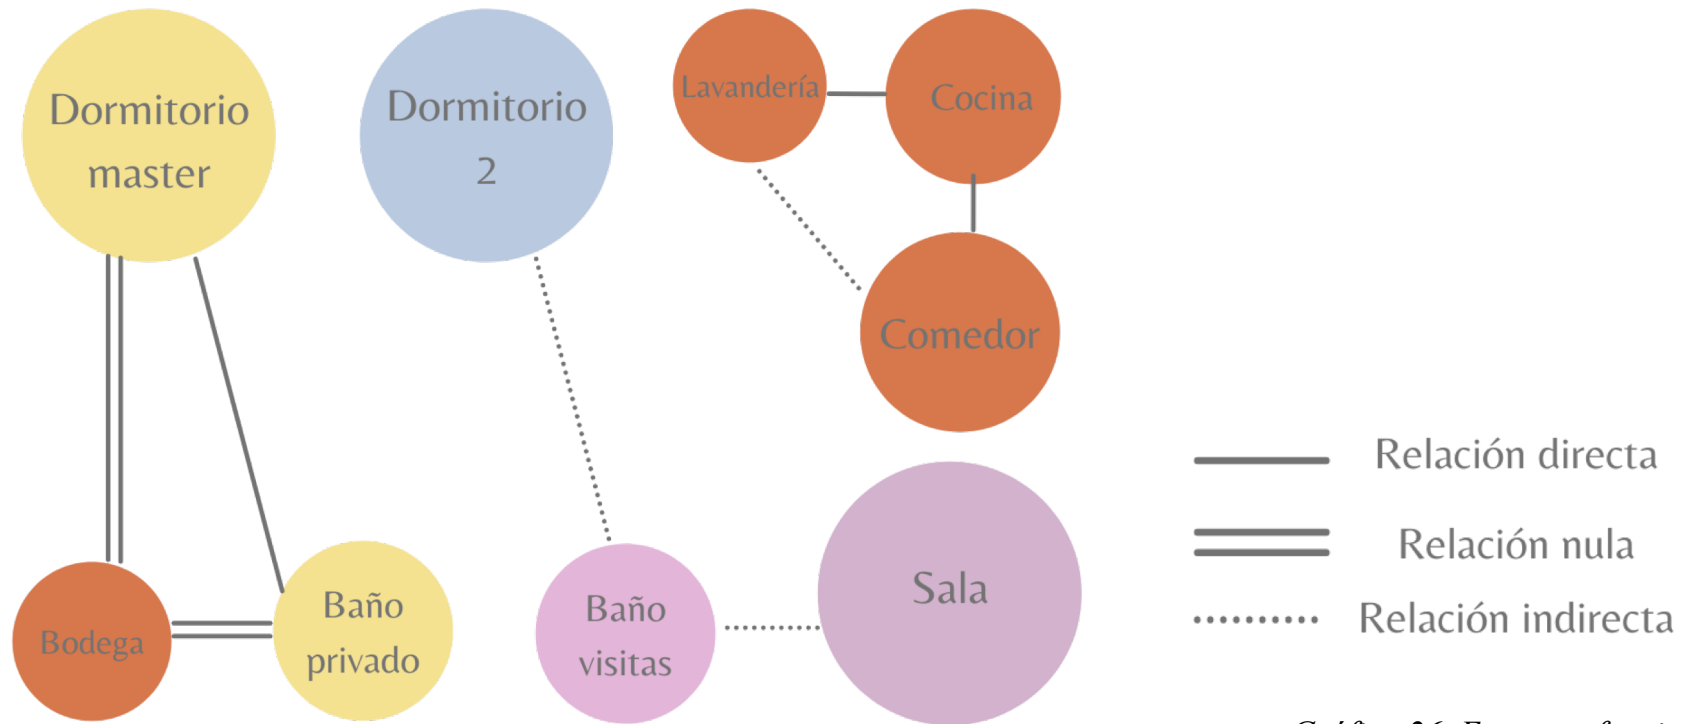 Dormitorio
master
Dormitorio
2
Lavandería
Cocina
Comedor
Bodega
Baño
privado
Baño
visitas
Sala
Relación directa
Relación nula
Relación indirecta